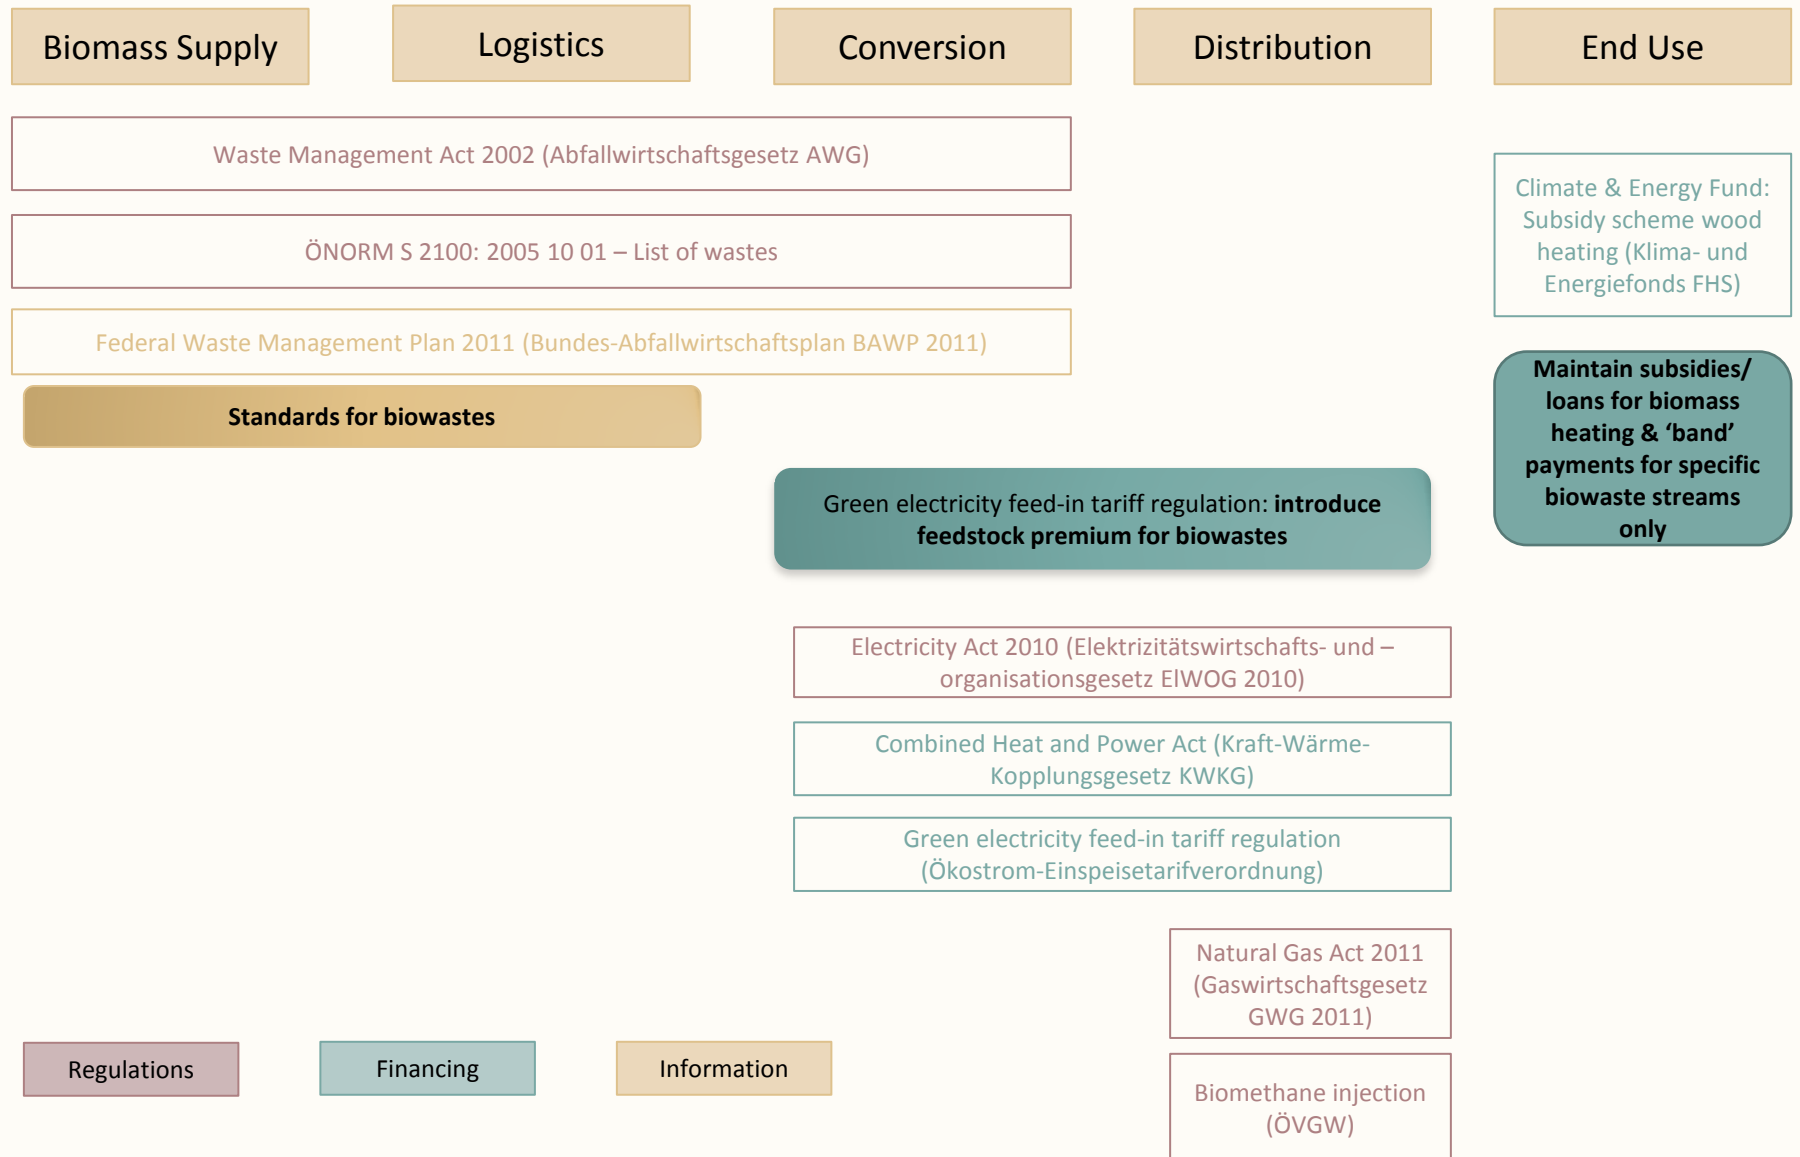 Biomass Supply
Logistics
Conversion
Distribution
End Use
Waste Management Act 2002 (Abfallwirtschaftsgesetz AWG)
ÖNORM S 2100: 2005 10 01 – List of wastes
Federal Waste Management Plan 2011 (Bundes-Abfallwirtschaftsplan BAWP 2011)
Standards for biowastes
Climate & Energy Fund:
Subsidy scheme wood
heating (Klima- und
Energiefonds FHS)
Maintain subsidies/
loans for biomass
heating & ‘band’
payments for specific
biowaste streams
only
Green electricity feed-in tariff regulation: introduce
feedstock premium for biowastes
Electricity Act 2010 (Elektrizitätswirtschafts- und –
organisationsgesetz ElWOG 2010)
Combined Heat and Power Act (Kraft-Wärme-
Kopplungsgesetz KWKG)
Green electricity feed-in tariff regulation
(Ökostrom-Einspeisetarifverordnung)
Natural Gas Act 2011
(Gaswirtschaftsgesetz
GWG 2011)
Biomethane injection
(ÖVGW)
Regulations
Financing
Information